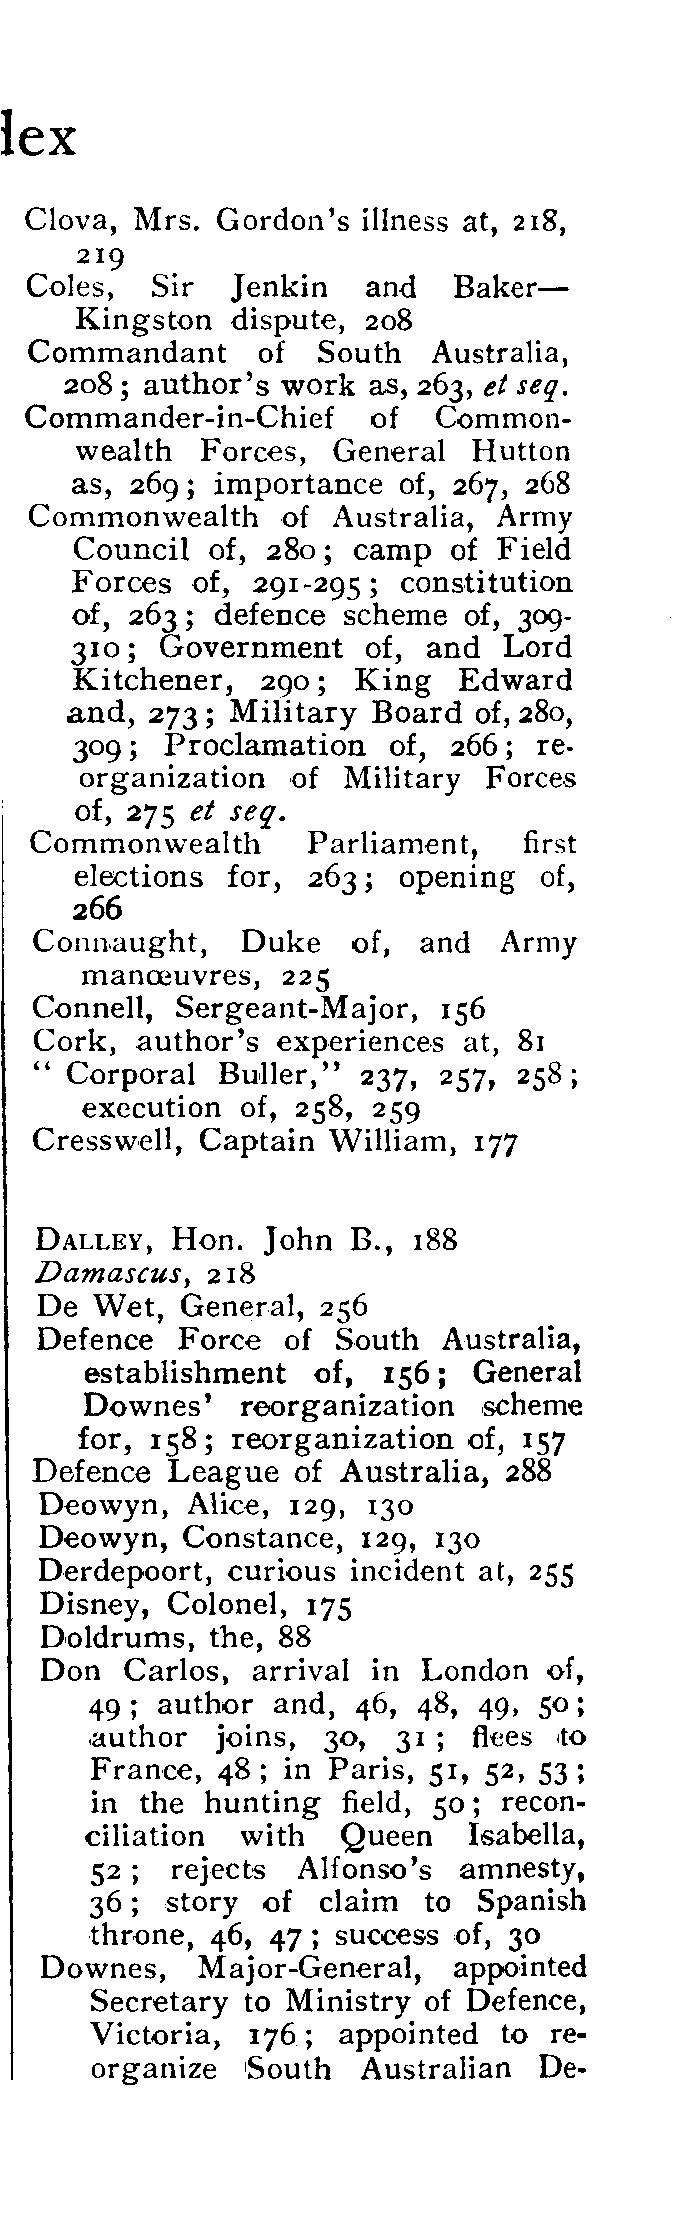 dex
Clova, Mrs. Gordon's illness at, 218,
219
Coles, Sir Jenkin and Baker—
Kingston dispute, 208
Commandant of South Australia,
208; author's work as, 263, et seq.
Commander-in-Chief of Common-
wealth Forces, General Hutton
as, 269; importance of, 267, 268
Commonwealth of Australia, Army
Council of, 280; camp of Field
Forces of, 291-295; constitution
of, 263; defence scheme of, 309-
310; Government of, and Lord
Kitchener, 290; King Edward
and, 273; Military Board of, 280,
309; Proclamation of, 266; re-
organization of Military Forces
of, 275 et seq.
Commonwealth Parliament, first
elections for, 263; opening of,
266
Connaught, Duke of, and Army
manœuvres, 225
Connell, Sergeant-Major, 156
Cork, author's experiences at, 81
" Corporal Buller," 237, 257, 258;
execution of, 258, 259
Cresswell, Captain William, 177
DALLEY, Hon. John B., 188
Damascus, 218
De Wet, General, 256
Defence Force of South Australia,
establishment of, 156; General
Downes' reorganization scheme
for, 158; reorganization of, 157
Defence League of Australia, 288
Deowyn, Alice, 129, 130
Deowyn, Constance, 129, 130
Derdepoort, curious incident at, 255
Disney, Colonel, 175
Doldrums, the, 88
Don Carlos, arrival in London of,
49; author and, 46, 48, 49, 50;
author joins, 30, 31; flees to
France, 48; in Paris, 51, 52, 53;
in the hunting field, 50; recon-
ciliation with Queen Isabella,
52; rejects Alfonso's amnesty,
36; story of claim to Spanish
throne, 46, 47; success of, 30
Downes, Major-General, appointed
Secretary to Ministry of Defence,
Victoria, 176; appointed to re-
organize South Australian De-